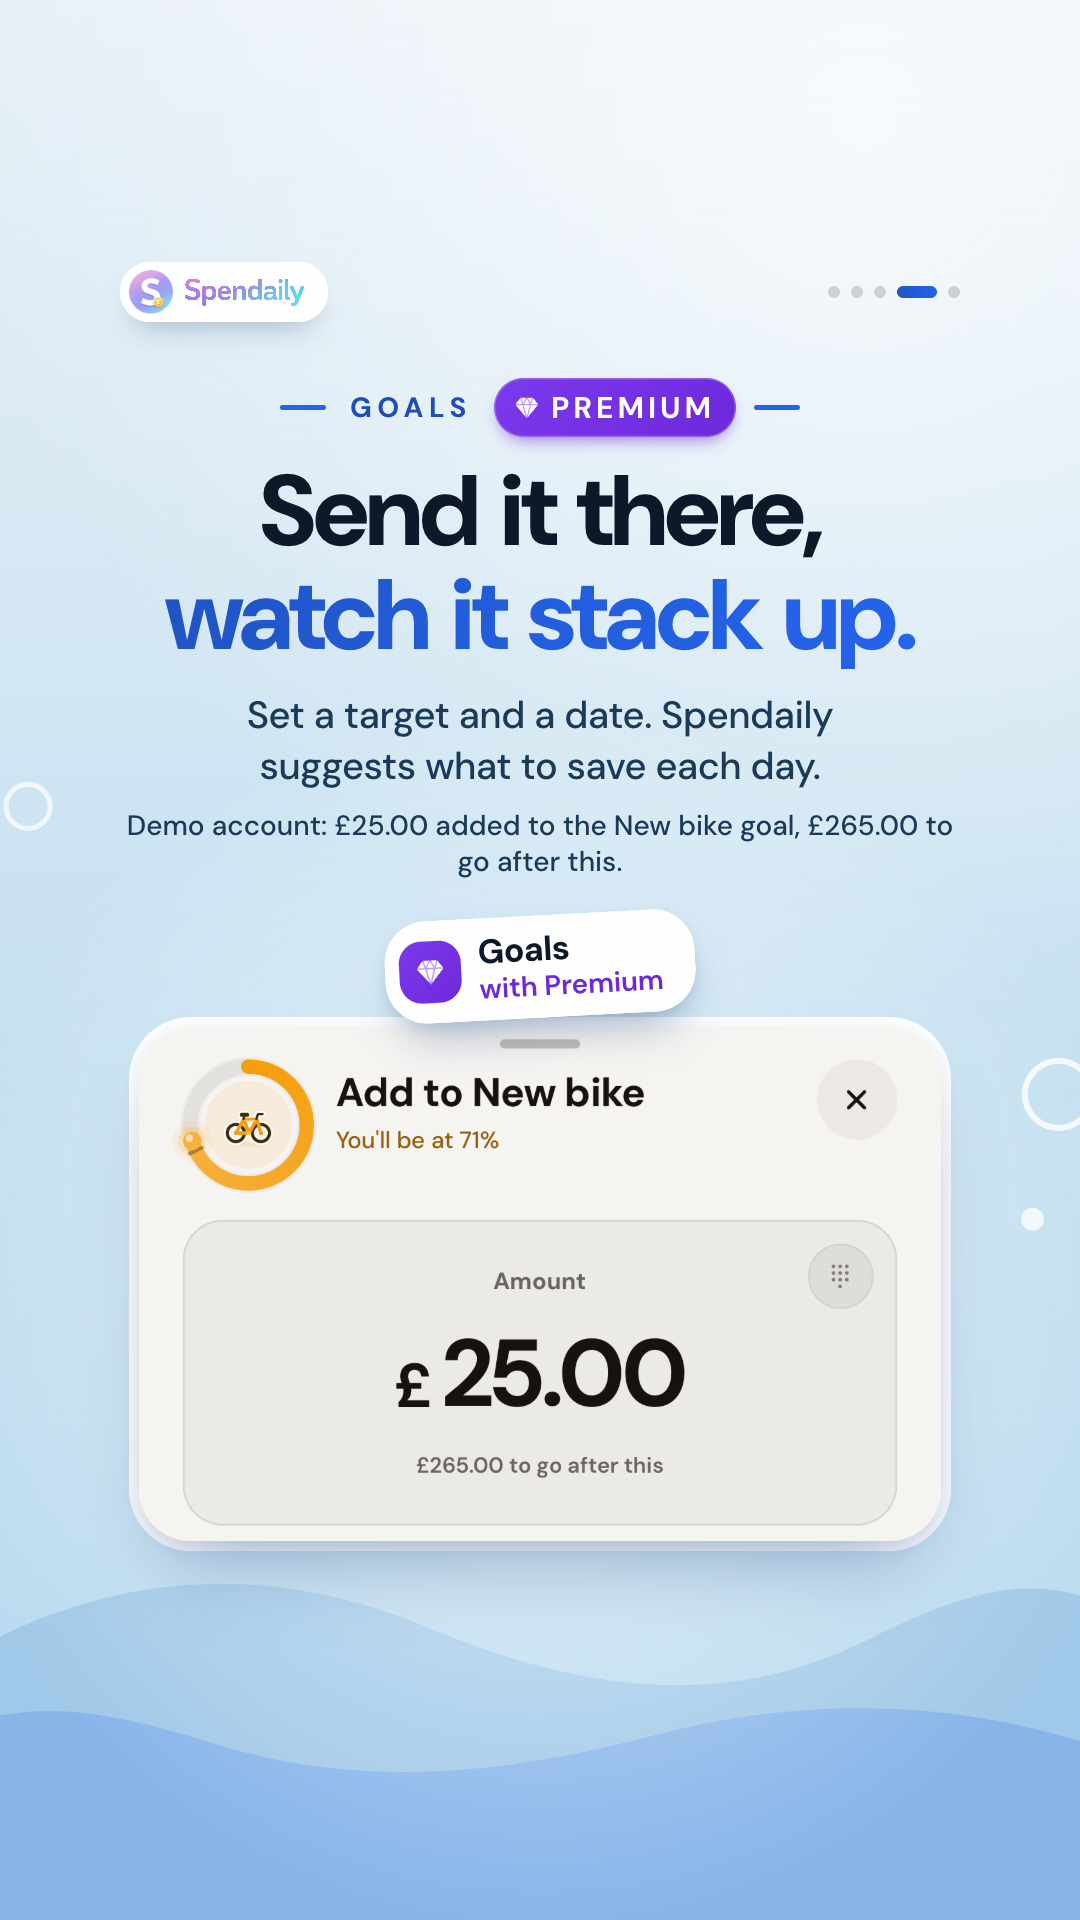 Spendaily
GOALS
PREMIUM
Send it there,
watch it stack up.
Set a target and a date. Spendaily
suggests what to save each day.
Demo account: £25.00 added to the New bike goal, £265.00 to
go after this.
Goals
with Premium
Add to New bike
You'll be at 71%
Amount
£25.00
£265.00 to go after this